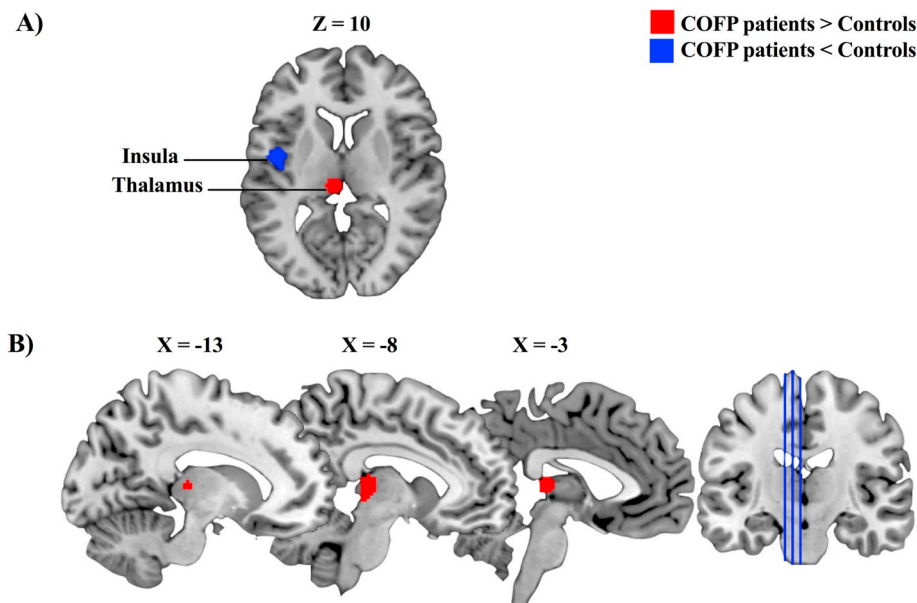 A)
Z = 10
COFP patients > Controls
COFP patients < Controls
Insula
Thalamus
B)
X = -13
X = -8
X = -3